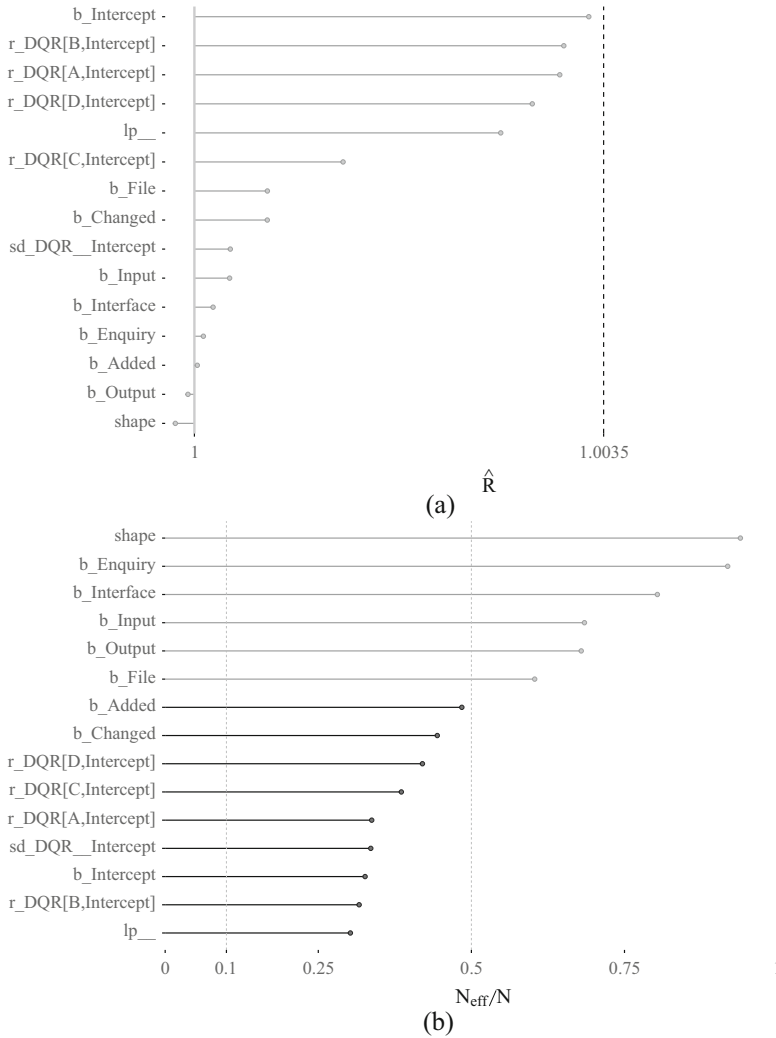 b_Intercept
r_DQR[B,Intercept]
r_DQR[A,Intercept]
r_DQR[D,Intercept]
lp__
r_DQR[C,Intercept]
b_File
b_Changed
sd_DQR__Intercept
b_Input
b_Interface
b_Enquiry
b_Added
b_Output
shape
1 1.0035
R̂
(a)
shape
b_Enquiry
b_Interface
b_Input
b_Output
b_File
b_Added
b_Changed
r_DQR[D,Intercept]
r_DQR[C,Intercept]
r_DQR[A,Intercept]
sd_DQR__Intercept
b_Intercept
r_DQR[B,Intercept]
lp__
0 0.1 0.25 0.5 0.75
Neff/N
(b)